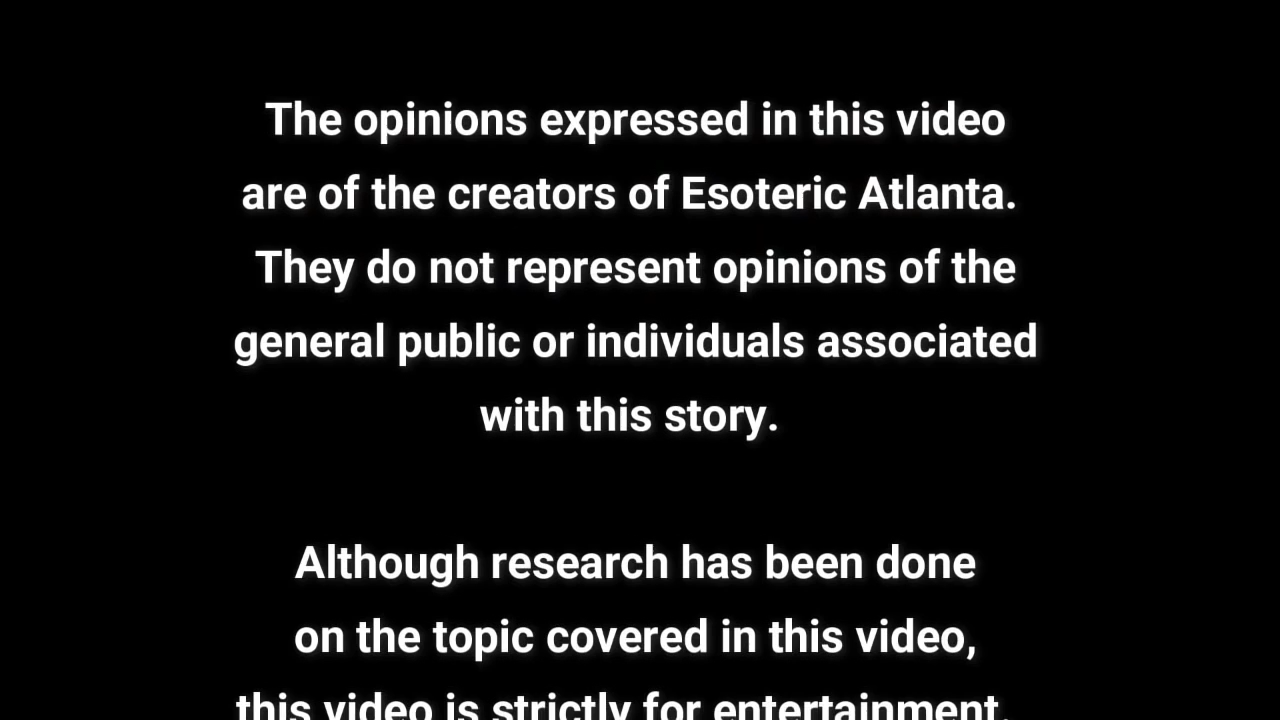 The opinions expressed in this video
are of the creators of Esoteric Atlanta.
They do not represent opinions of the
general public or individuals associated
with this story.
Although research has been done
on the topic covered in this video,
this video is strictly for entertainment.